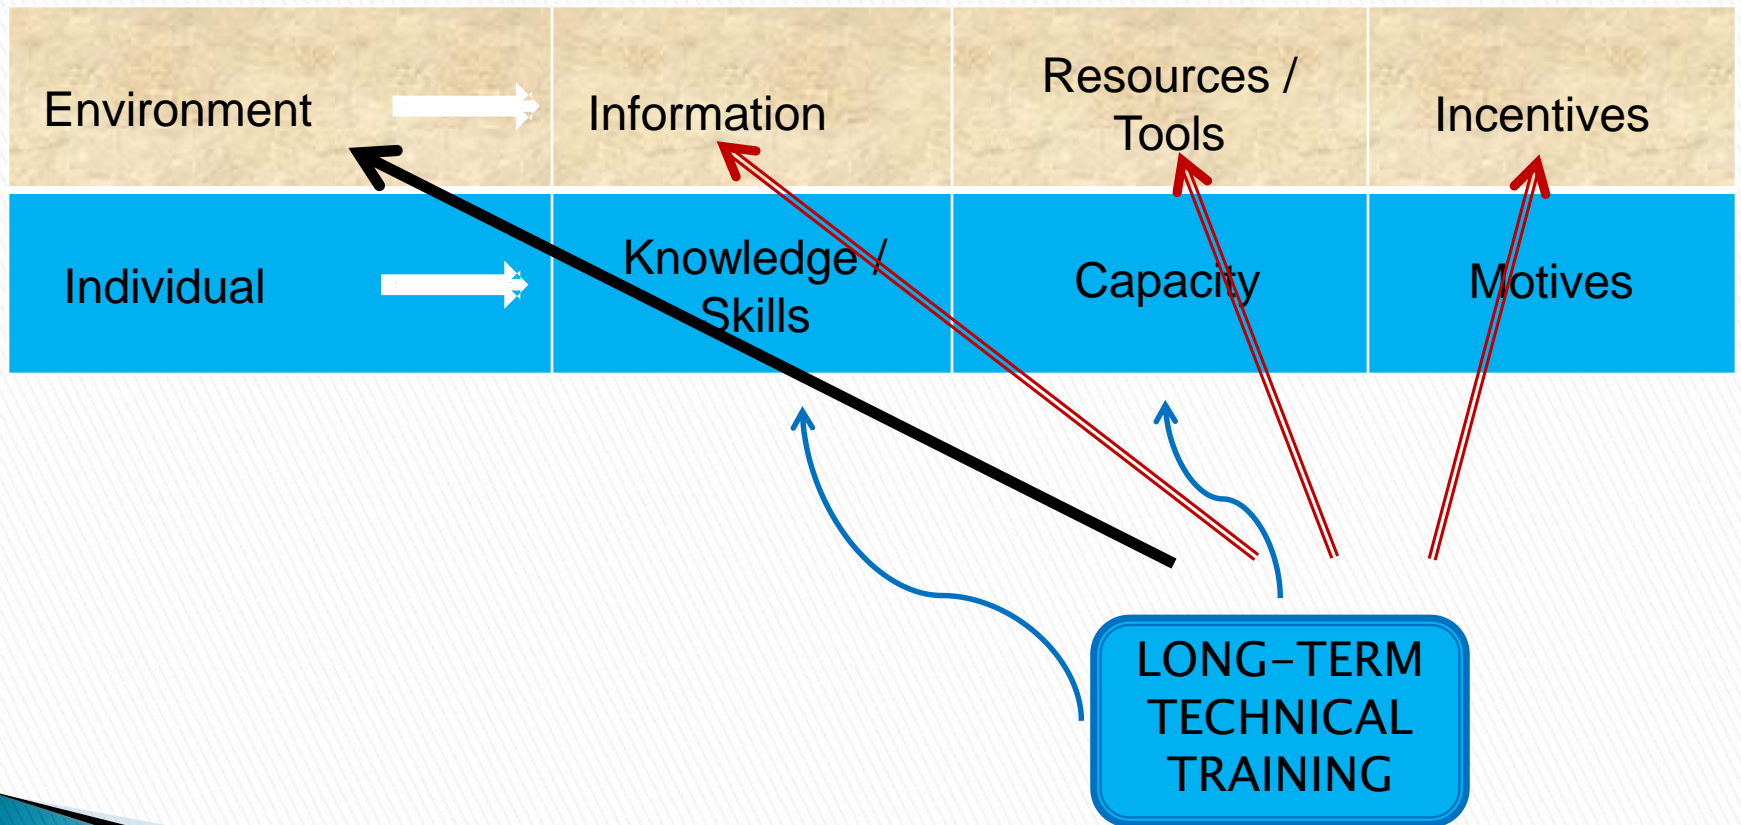 Environment
Information
Resources /
Tools
Incentives
Individual
Knowledge /
Skills
Capacity
Motives
LONG-TERM
TECHNICAL
TRAINING